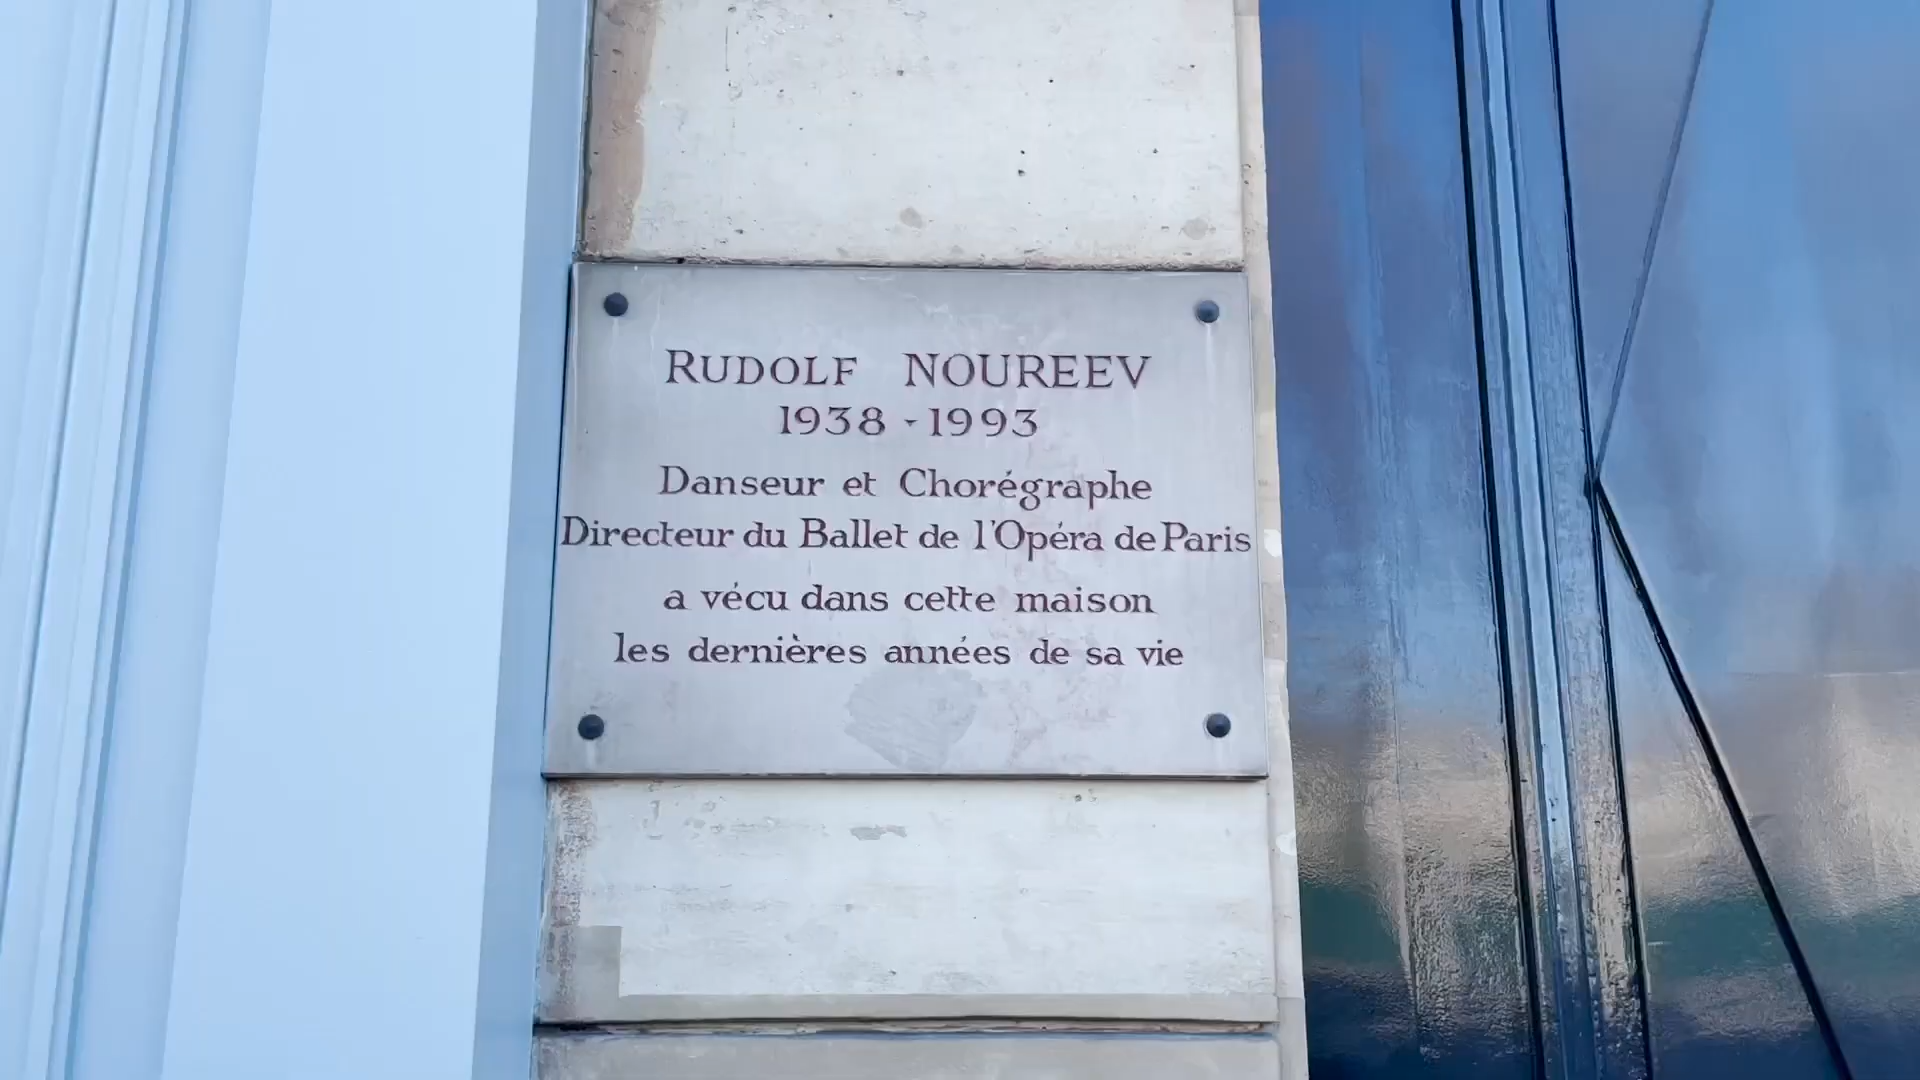 RUDOLF NOUREEV
1938 - 1993
Danseur et Chorégraphe
Directeur du Ballet de l'Opéra de Paris
a vécu dans cette maison
les dernières années de sa vie